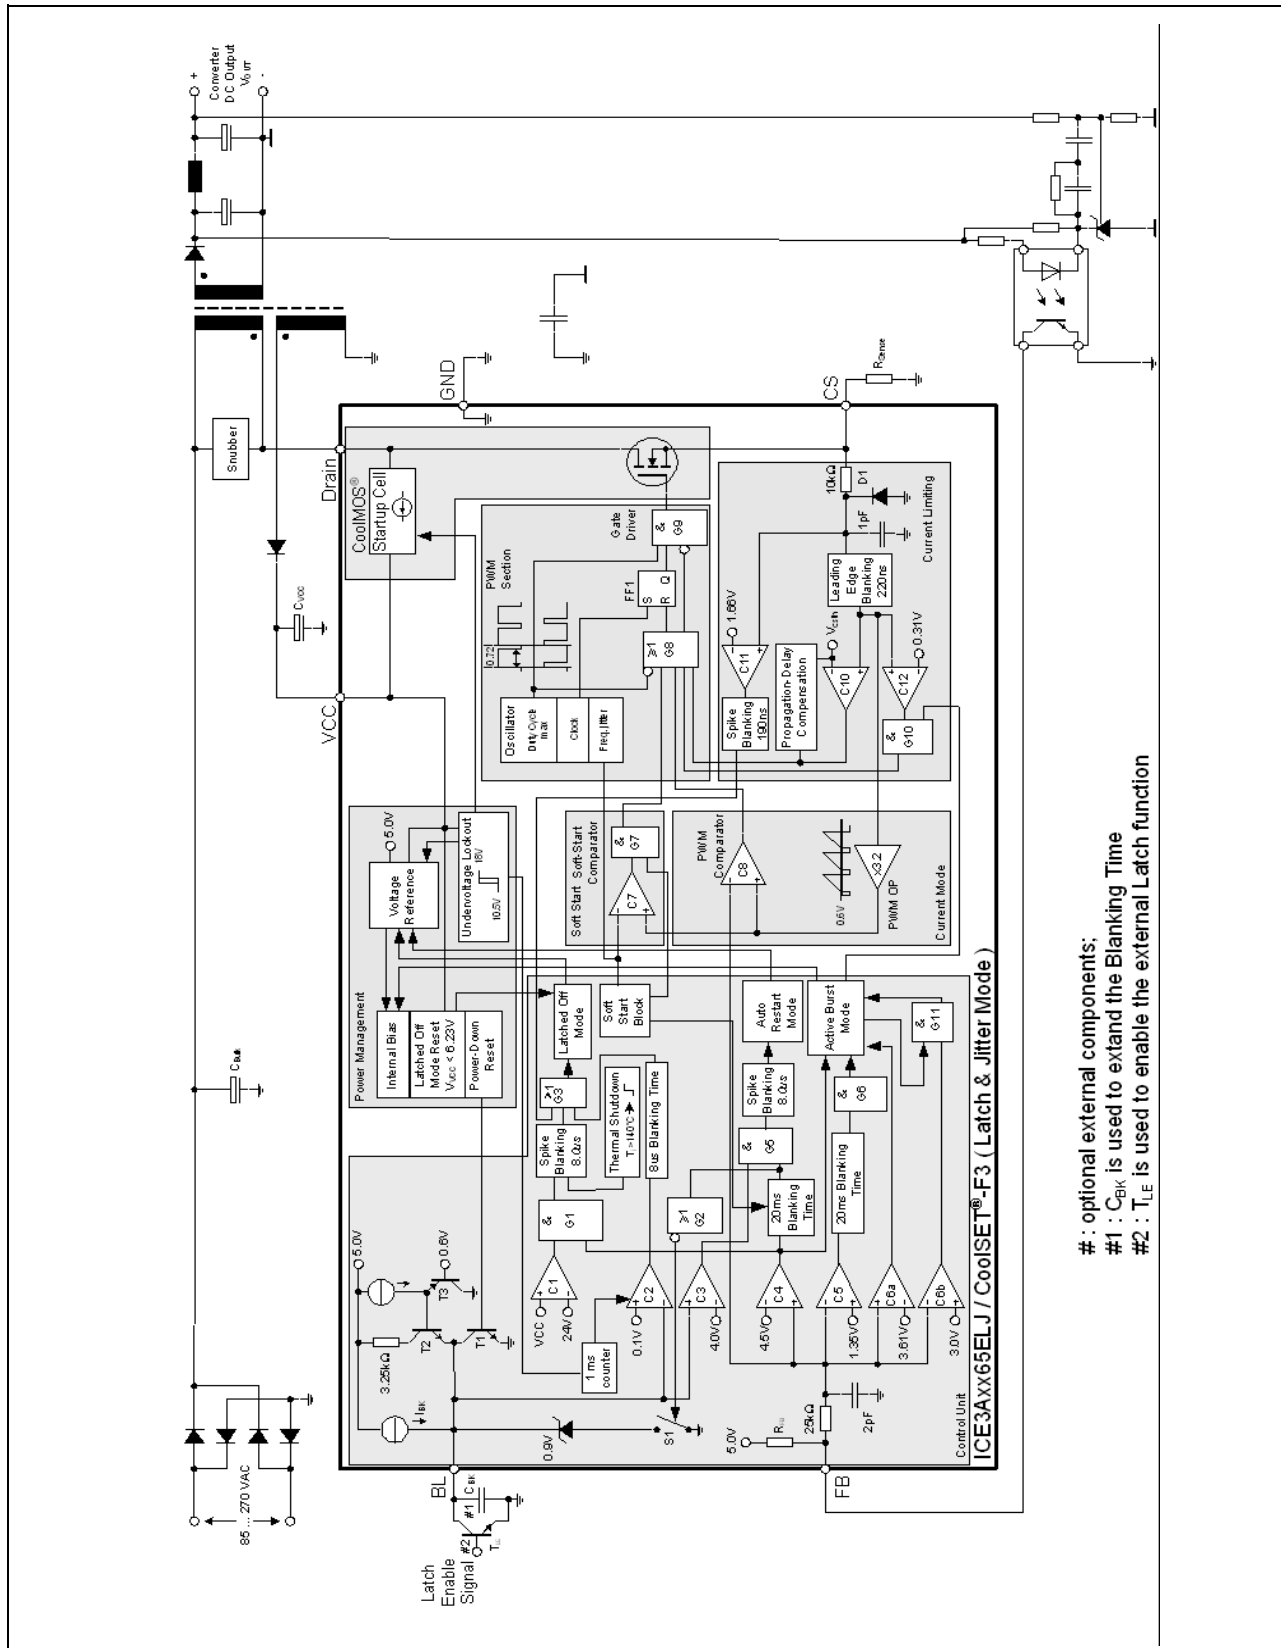 +
Converter
DC Output
VOUT
-
Snubber
CBulk
85 ... 270 VAC
CVCC
GND
CS
RSense
Drain
CoolMOS®
Startup Cell
VCC
PWM
Section
0.72
Oscillator
Duty Cycle
max
Clock
Freq. Jitter
Gate
Driver
&
G9
FF1
S
R Q
≥1
G8
10kΩ
D1
1pF
Current Limiting
Leading
Edge
Blanking
220ns
1.66V
C11
Spike
Blanking
190ns
Propagation-Delay
Compensation
Vcsth
C10
C12
0.31V
&
G10
Power Management
5.0V
Voltage
Reference
Undervoltage Lockout
18V
10.5V
Internal Bias
Latched Off
Mode Reset
VVCC < 6.23V
Power-Down
Reset
Soft Start
Soft-Start
Comparator
&
G7
C7
PWM
Comparator
C8
0.6V
x3.2
PWM OP
Current Mode
Latched Off
Mode
Soft
Start
Block
Auto
Restart
Mode
Active Burst
Mode
≥1
G3
Spike
Blanking
8.0us
Thermal Shutdown
Tj >140°C
8us Blanking Time
Spike
Blanking
8.0us
&
G11
&
G6
&
G5
&
G1
≥1
G2
20ms
Blanking
Time
20ms Blanking
Time
5.0V
0.6V
T3
T2
T1
3.25kΩ
IBK
0.9V
S1
VCC
24V
C1
1 ms
counter
0.1V
C2
C3
4.0V
C4
4.5V
C5
1.35V
C6a
3.61V
C6b
3.0V
5.0V
RFB
25kΩ
2pF
Control Unit
ICE3Axx65ELJ / CoolSET®-F3 ( Latch & Jitter Mode )
BL
FB
#1 CBK
#2
Latch
Enable
Signal
# : optional external components;
#1 : CBK is used to extand the Blanking Time
#2 : TLE is used to enable the external Latch function